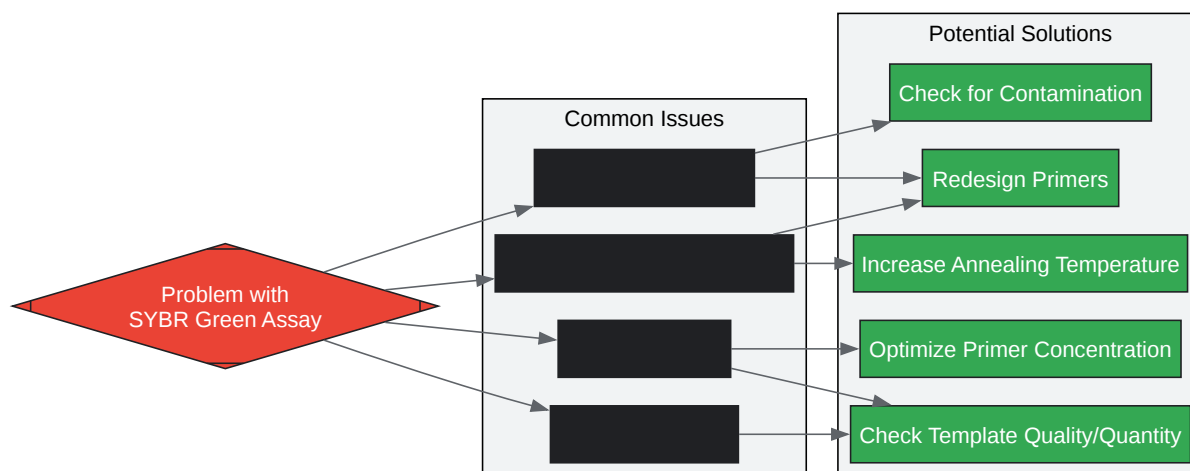 Problem with
SYBR Green Assay
Common Issues
Potential Solutions
Check for Contamination
Redesign Primers
Increase Annealing Temperature
Optimize Primer Concentration
Check Template Quality/Quantity